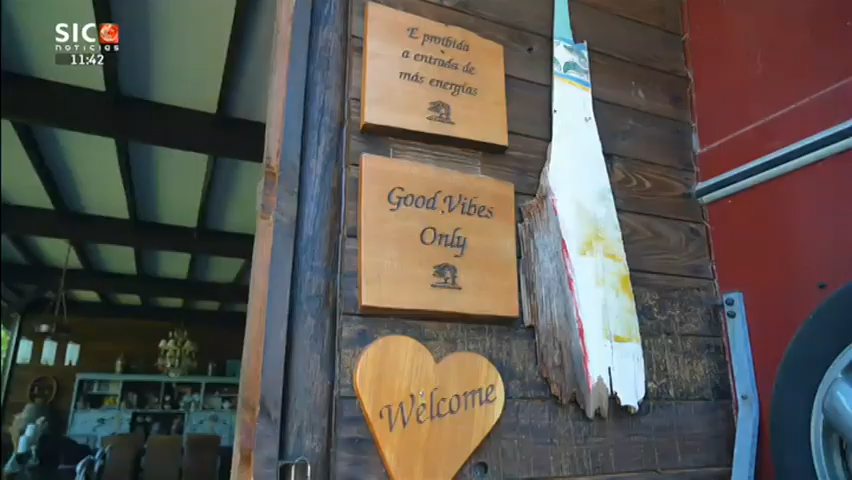 SIC
notícias
11:42
É proibida
a entrada de
más energias
Good Vibes
Only
Welcome